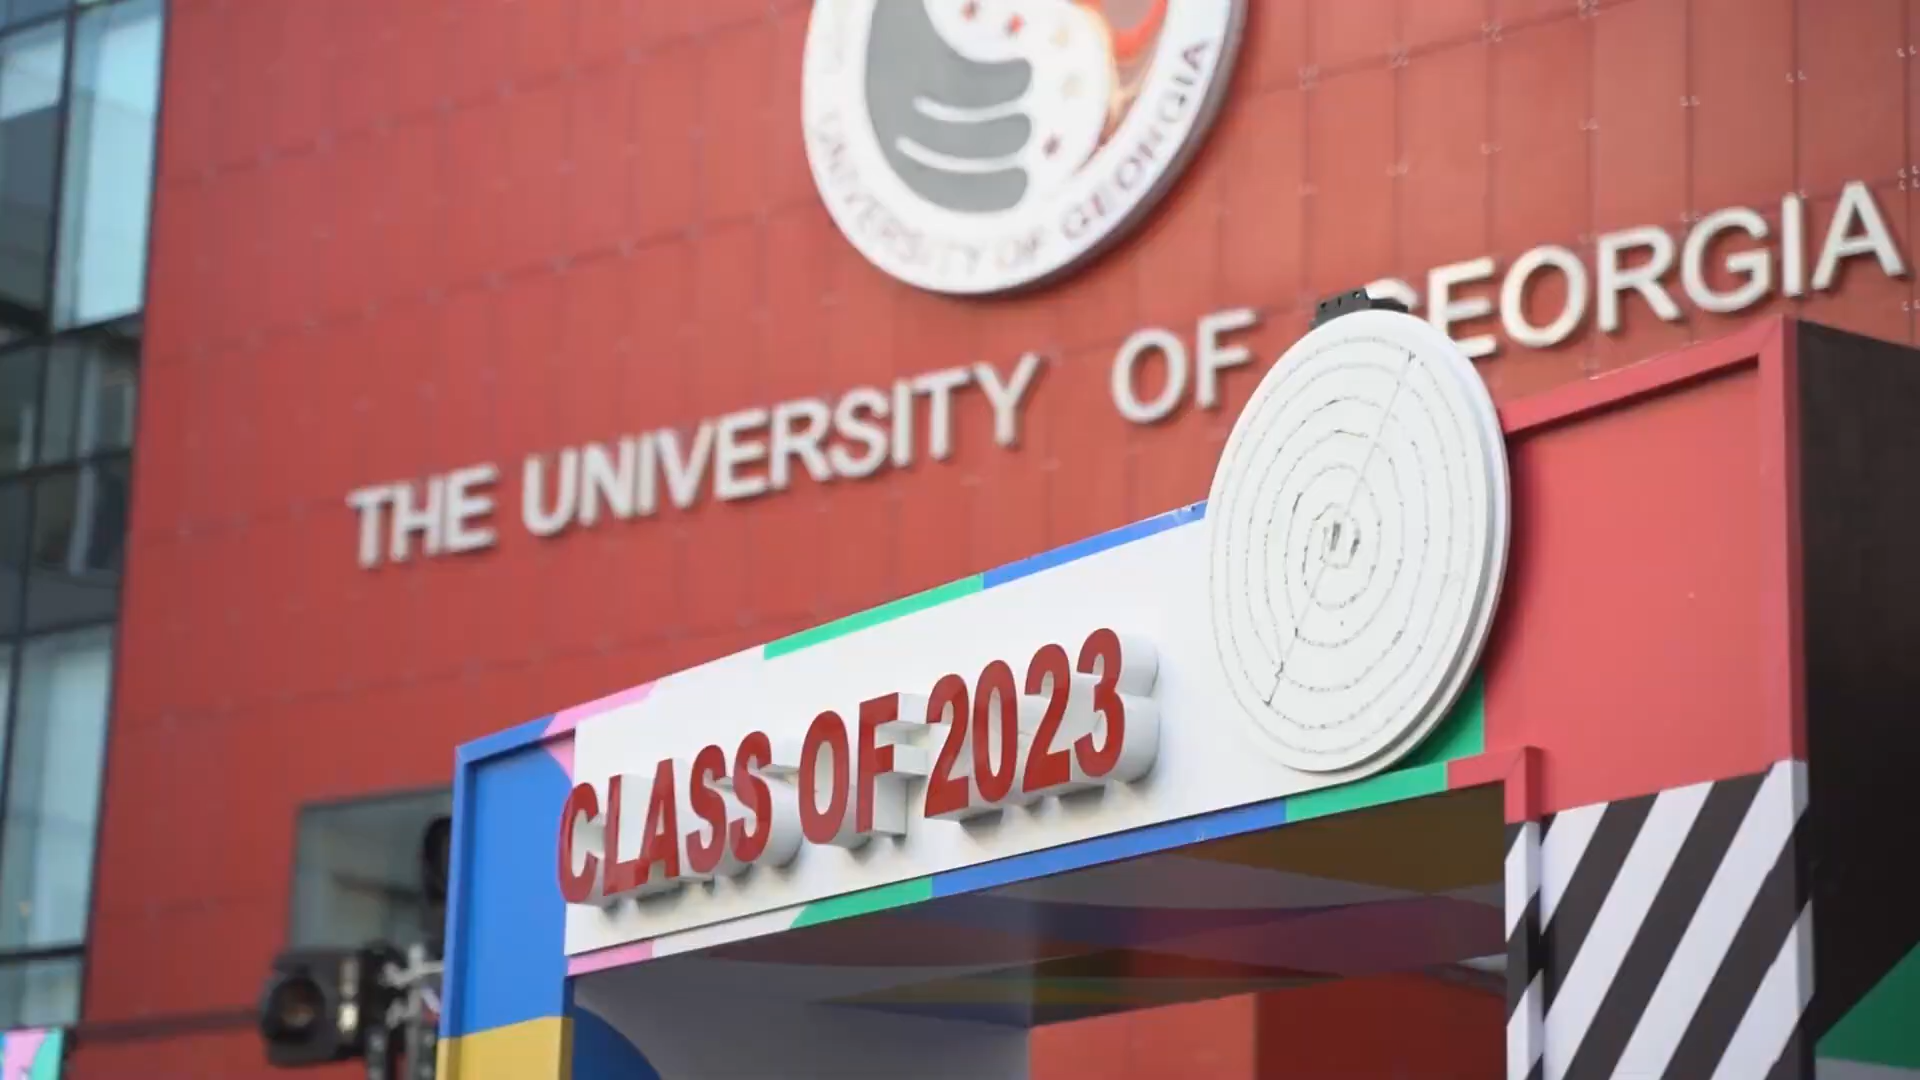 UNIVERSITY OF GEORGIA
THE UNIVERSITY OF GEORGIA
CLASS OF 2023